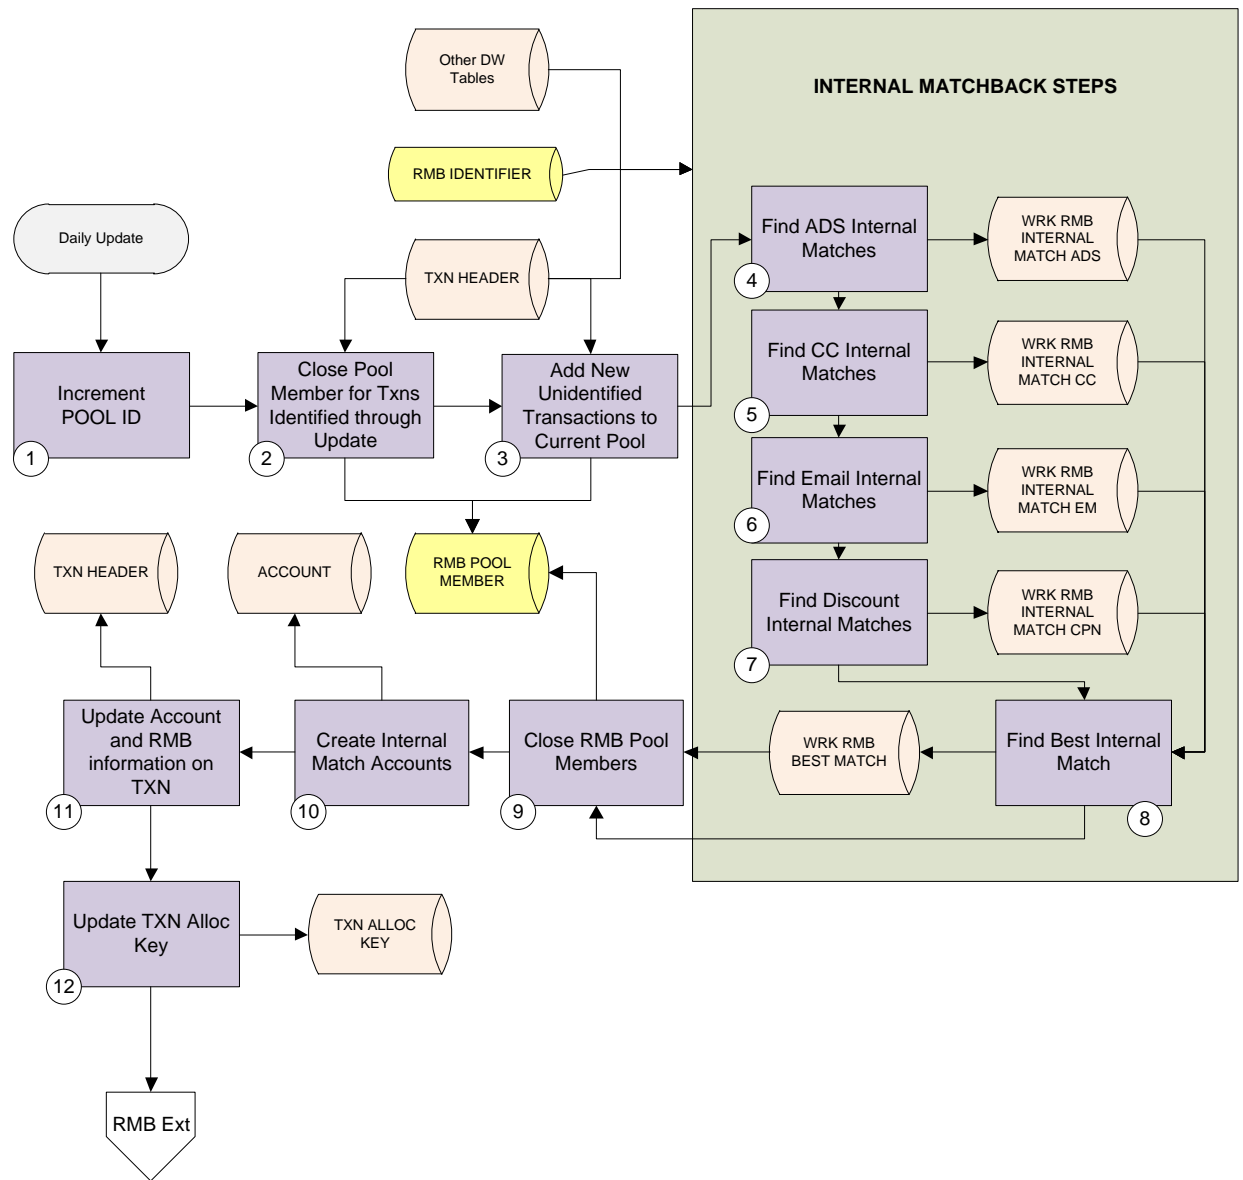 Other DW
Tables
INTERNAL MATCHBACK STEPS
RMB IDENTIFIER
Daily Update
TXN HEADER
Find ADS Internal
Matches
4
WRK RMB
INTERNAL
MATCH ADS
Increment
POOL ID
1
Close Pool
Member for Txns
Identified through
Update
2
Add New
Unidentified
Transactions to
Current Pool
3
Find CC Internal
Matches
5
WRK RMB
INTERNAL
MATCH CC
Find Email Internal
Matches
6
WRK RMB
INTERNAL
MATCH EM
TXN HEADER
ACCOUNT
RMB POOL
MEMBER
Find Discount
Internal Matches
7
WRK RMB
INTERNAL
MATCH CPN
Update Account
and RMB
information on
TXN
11
Create Internal
Match Accounts
10
Close RMB Pool
Members
9
WRK RMB
BEST MATCH
Find Best Internal
Match
8
Update TXN Alloc
Key
12
TXN ALLOC
KEY
RMB Ext